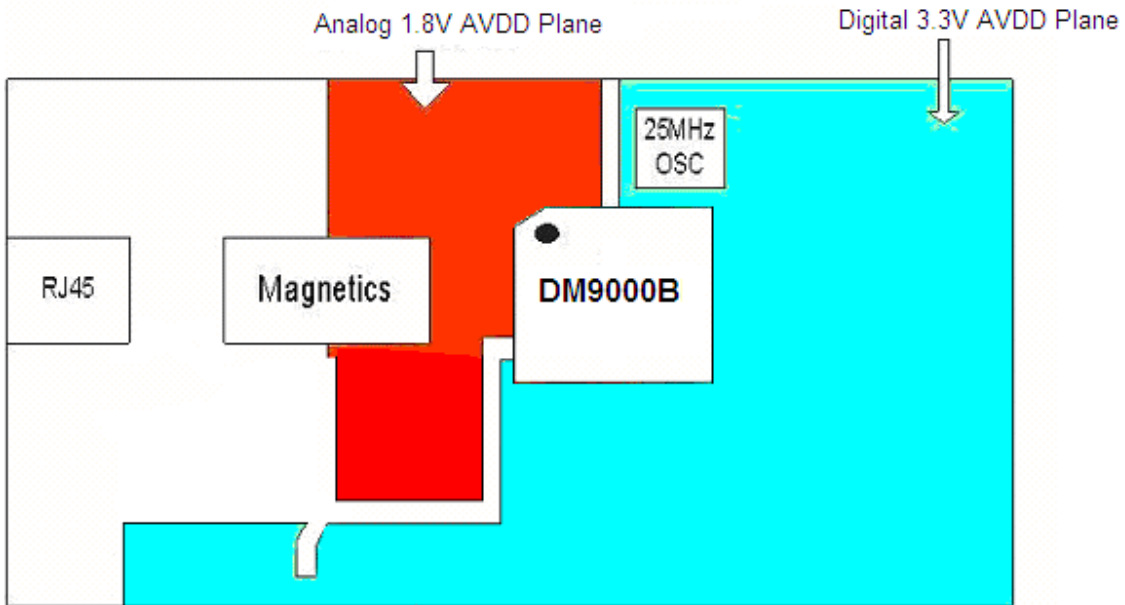 Analog 1.8V AVDD Plane
Digital 3.3V AVDD Plane
25MHz
OSC
RJ45
Magnetics
DM9000B